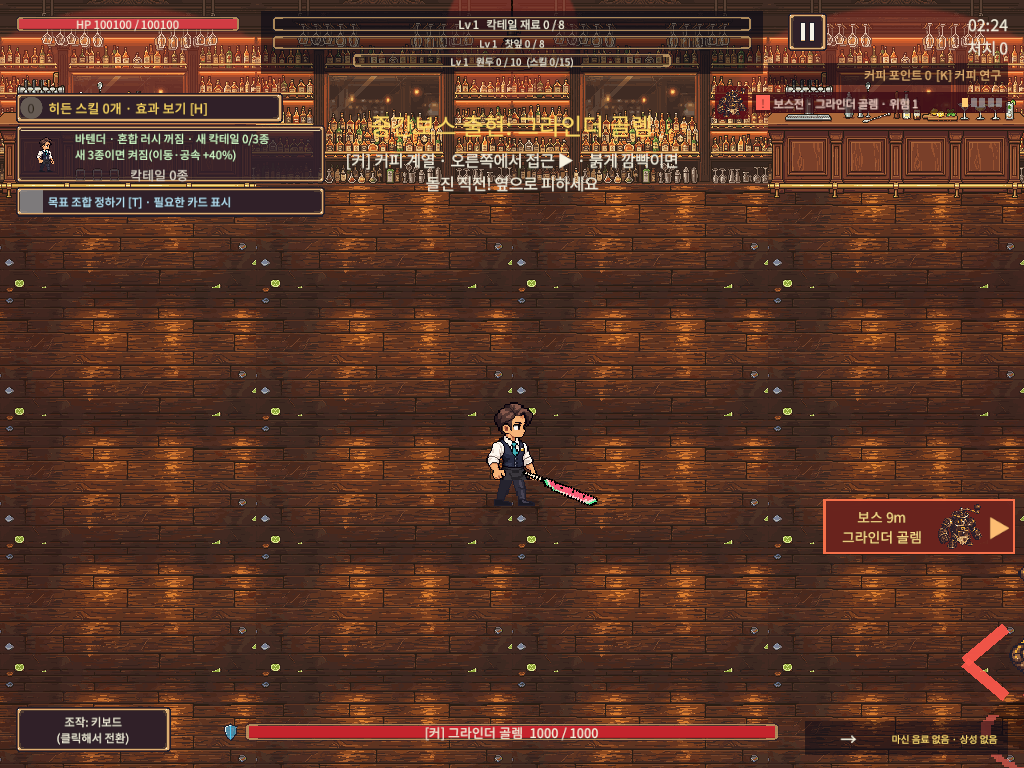 HP 100100 / 100100
Lv 1 칵테일 재료 0 / 8
Lv 1 찻잎 0 / 8
Lv 1 원두 0 / 10 (스킬 0/15)
02:24
처치 0
커피 포인트 0 [K] 커피 연구
0 히든 스킬 0개 · 효과 보기 [H]
! 보스전 · 그라인더 골렘 · 위험 1
바텐더 · 혼합 러시 꺼짐 · 새 칵테일 0/3종
새 3종이면 켜짐(이동·공속 +40%)
칵테일 0종
중간 보스 출현: 그라인더 골렘
[커] 커피 계열 · 오른쪽에서 접근 ▶ · 붉게 깜빡이면
돌진 직전! 옆으로 피하세요
목표 조합 정하기 [T] · 필요한 카드 표시
보스 9m
그라인더 골렘
조작: 키보드
(클릭해서 전환)
[커] 그라인더 골렘 1000 / 1000
→ 마신 음료 없음 · 상성 없음